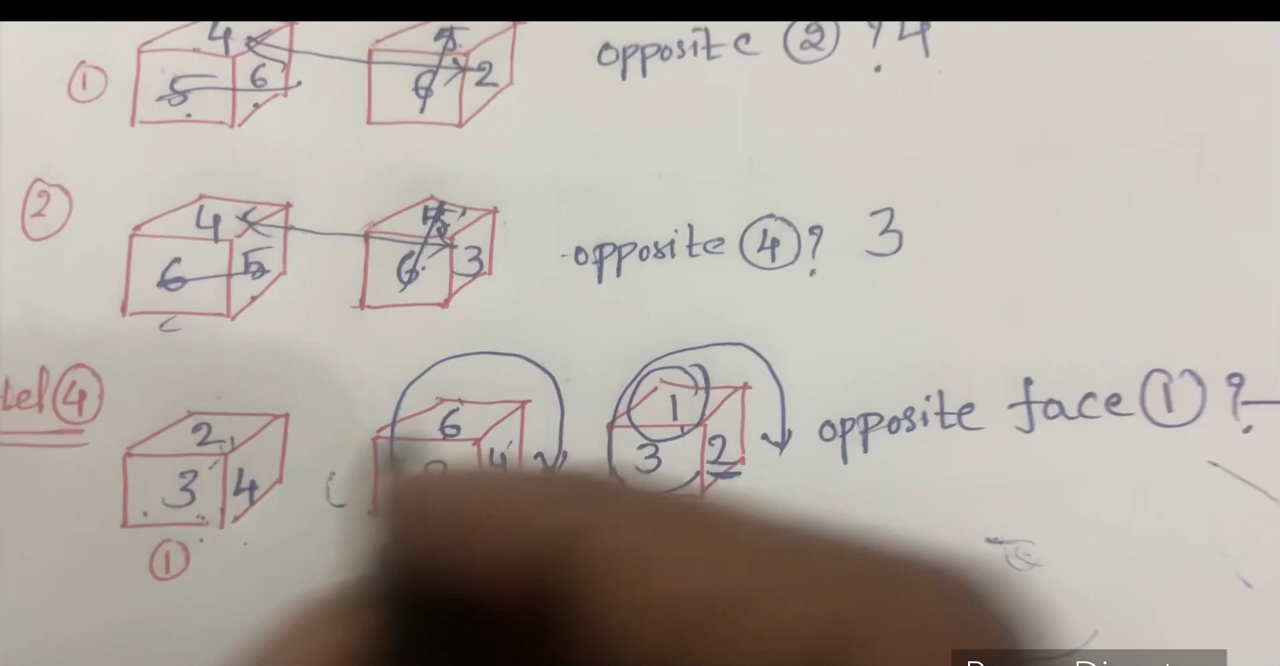 4 5 opposite ② ? 4
① 5 6 6 2
② 4 5
6 5 6 3 opposite ④? 3
④ 2 6 1 opposite face ① ?
3 4 4 3 2
①